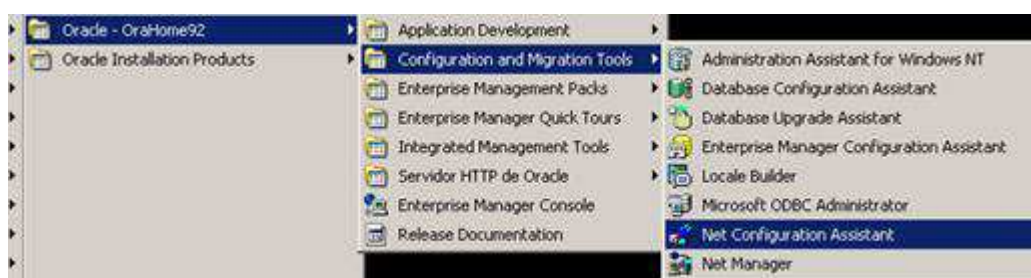 Oracle - OraHome92
Oracle Installation Products
Application Development
Configuration and Migration Tools
Enterprise Management Packs
Enterprise Manager Quick Tours
Integrated Management Tools
Servidor HTTP de Oracle
Enterprise Manager Console
Release Documentation
Administration Assistant for Windows NT
Database Configuration Assistant
Database Upgrade Assistant
Enterprise Manager Configuration Assistant
Locale Builder
Microsoft ODBC Administrator
Net Configuration Assistant
Net Manager